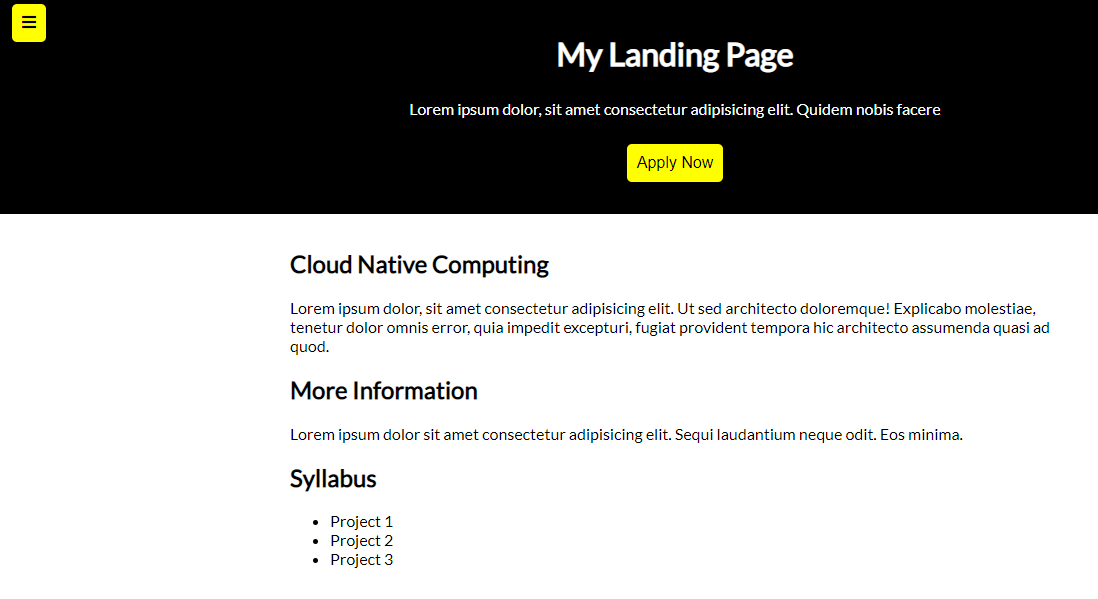 My Landing Page
Lorem ipsum dolor, sit amet consectetur adipisicing elit. Quidem nobis facere
Apply Now
Cloud Native Computing
Lorem ipsum dolor, sit amet consectetur adipisicing elit. Ut sed architecto doloremque! Explicabo molestiae,
tenetur dolor omnis error, quia impedit excepturi, fugiat provident tempora hic architecto assumenda quasi ad
quod.
More Information
Lorem ipsum dolor sit amet consectetur adipisicing elit. Sequi laudantium neque odit. Eos minima.
Syllabus
• Project 1
• Project 2
• Project 3